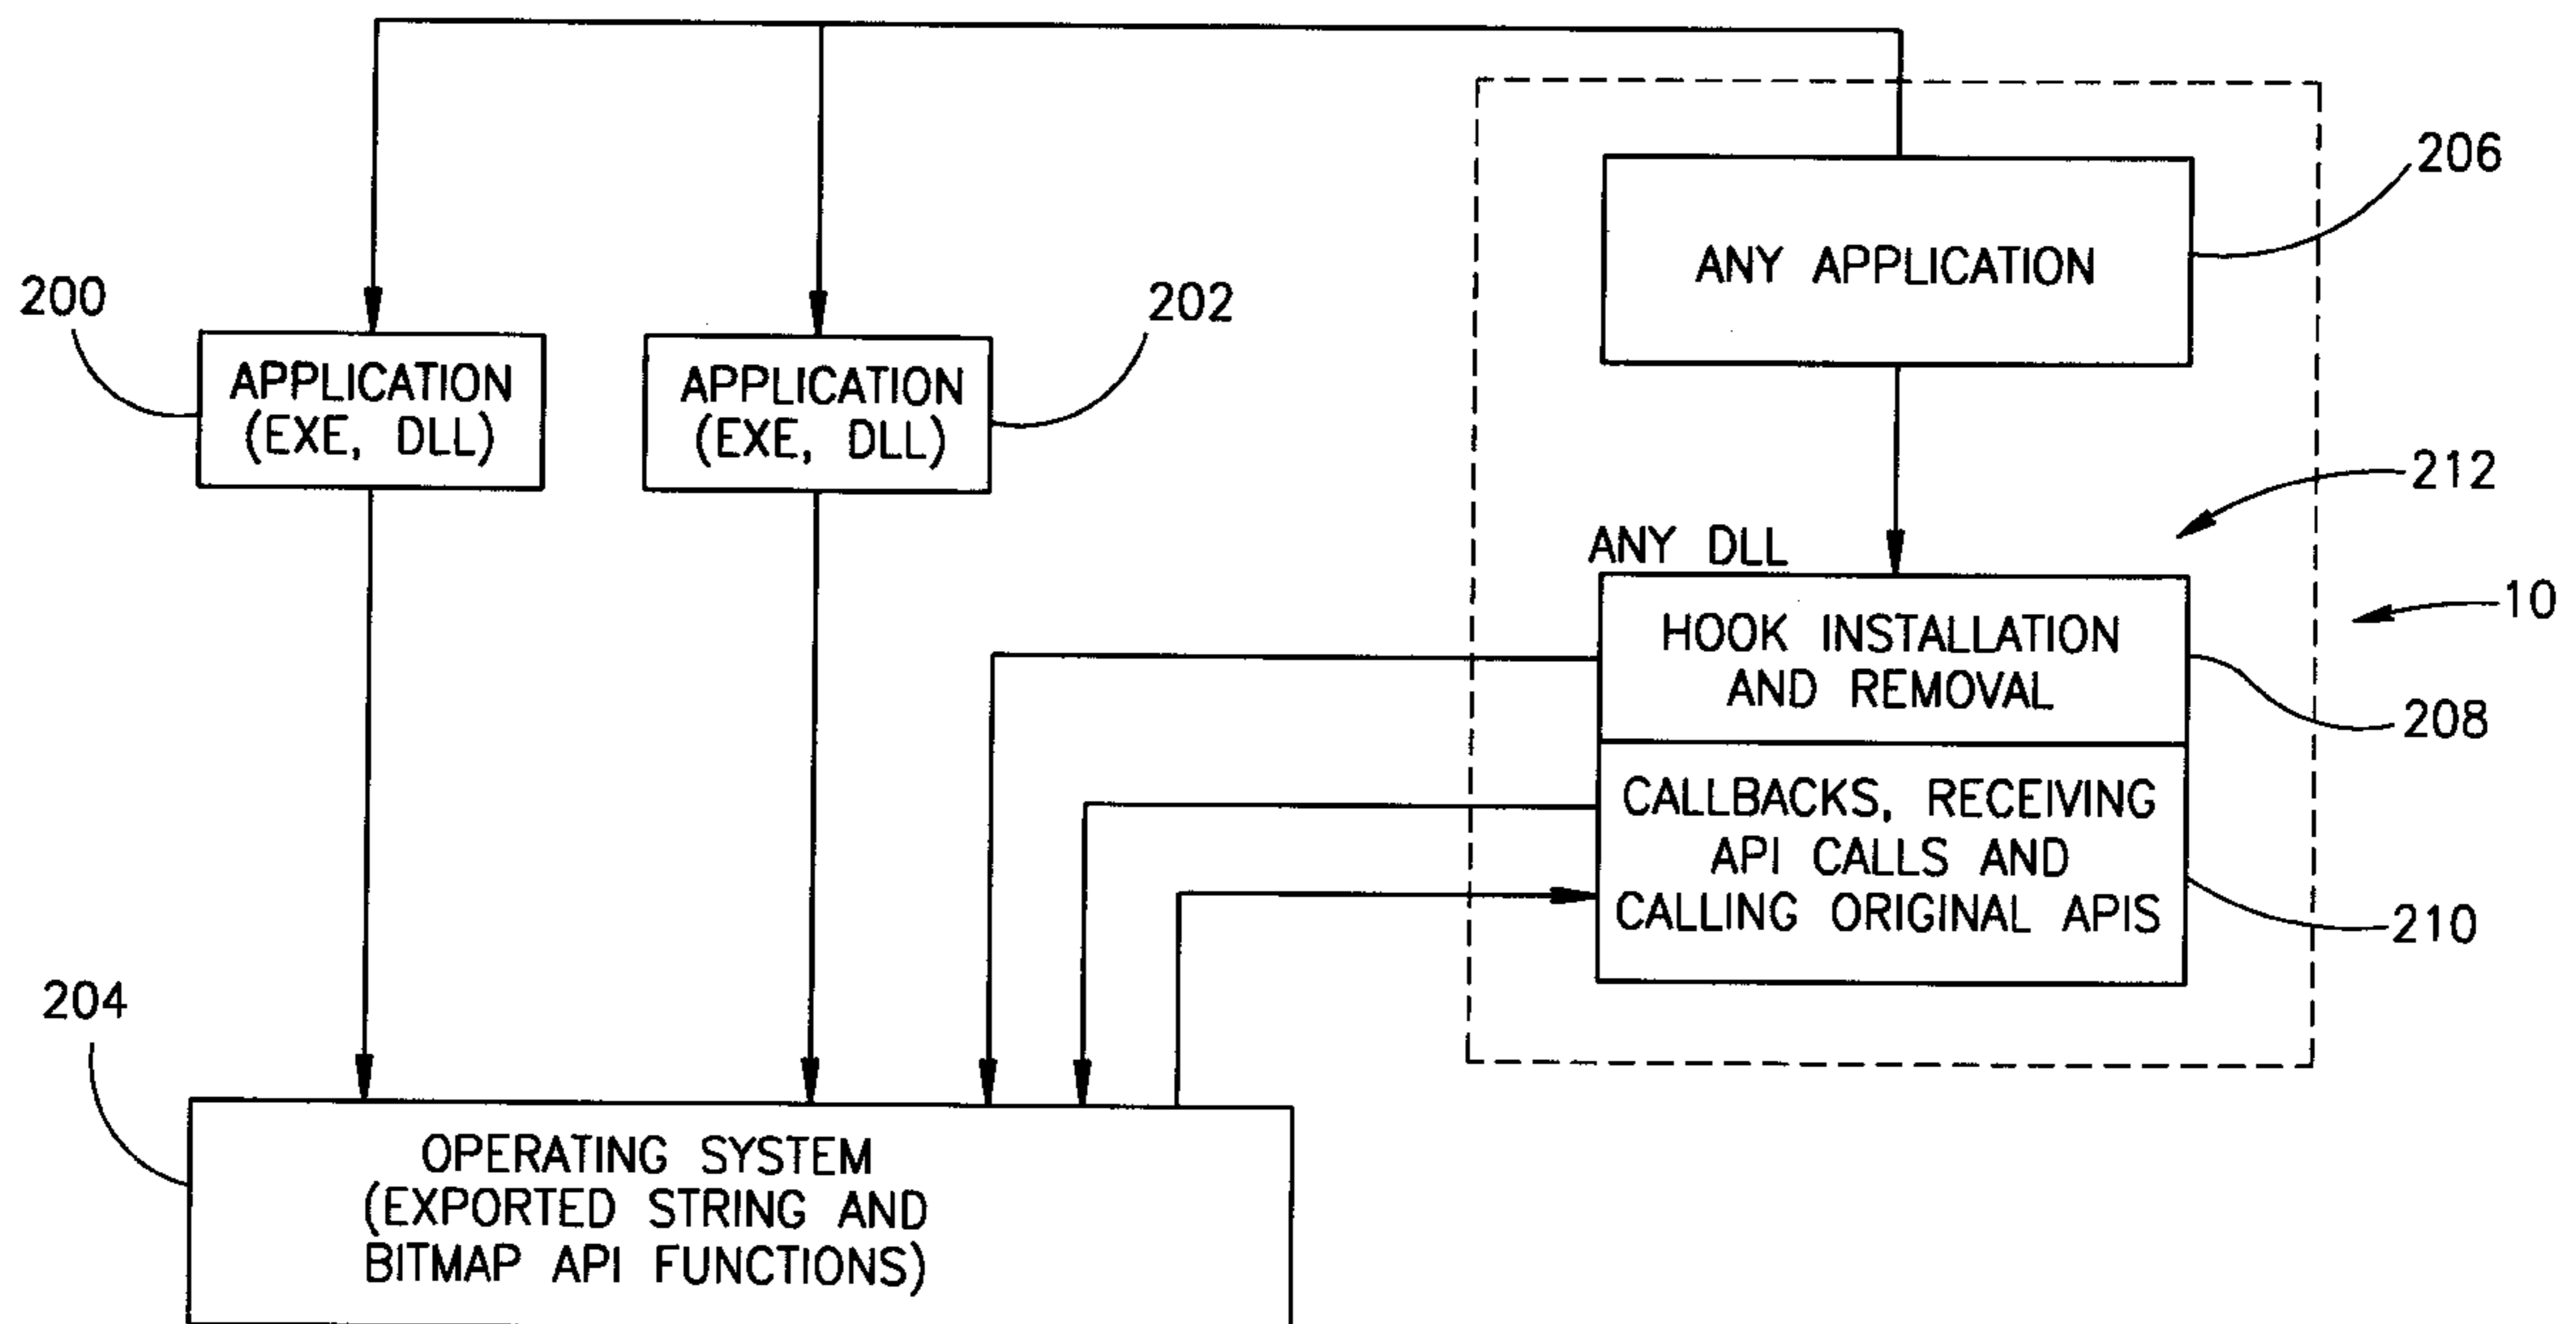 206
ANY APPLICATION
200
202
APPLICATION
(EXE, DLL)
APPLICATION
(EXE, DLL)
212
ANY DLL
10
HOOK INSTALLATION
AND REMOVAL
208
CALLBACKS, RECEIVING
API CALLS AND
CALLING ORIGINAL APIS
210
204
OPERATING SYSTEM
(EXPORTED STRING AND
BITMAP API FUNCTIONS)